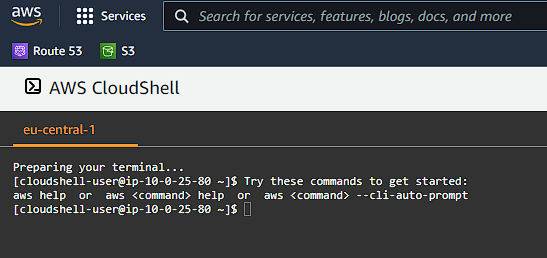 aws
Services
Search for services, features, blogs, docs, and more
Route 53
S3
AWS CloudShell
eu-central-1
Preparing your terminal...
[cloudshell-user@ip-10-0-25-80 ~]$ Try these commands to get started:
aws help  or  aws <command> help  or  aws <command> --cli-auto-prompt
[cloudshell-user@ip-10-0-25-80 ~]$